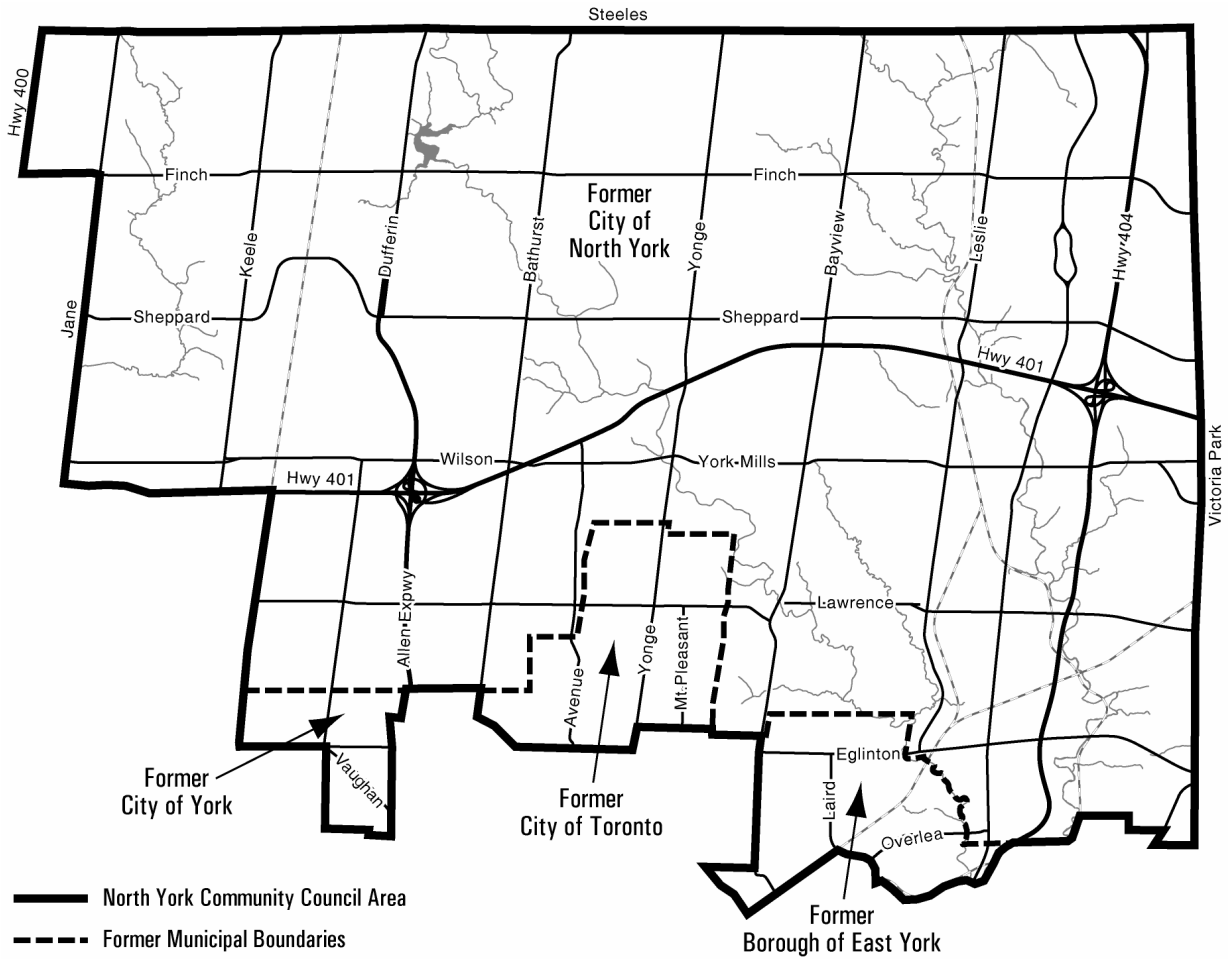 Steeles
Hwy 400
Finch
Finch
Former
City of
North York
Keele
Dufferin
Bathurst
Yonge
Bayview
Leslie
Hwy 404
Jane
Sheppard
Sheppard
Hwy 401
Wilson
York Mills
Hwy 401
Victoria Park
Allen Expwy
Lawrence
Avenue
Yonge
Mt. Pleasant
Eglinton
Vaughan
Laird
Overlea
Former
City of York
Former
City of Toronto
Former
Borough of East York
North York Community Council Area
Former Municipal Boundaries